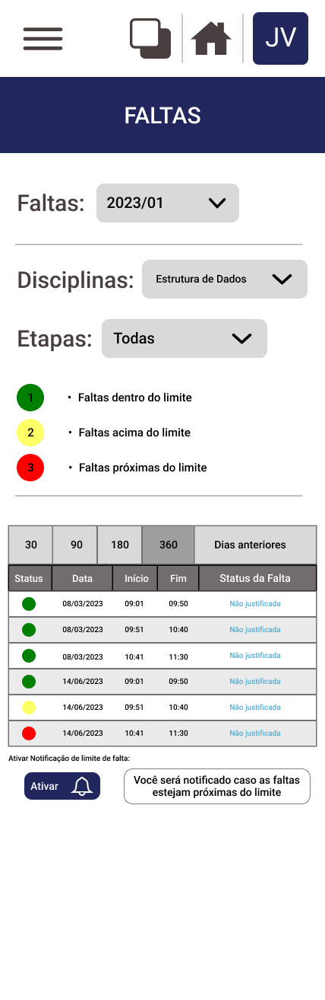 JV
FALTAS
Faltas: 2023/01
Disciplinas: Estrutura de Dados
Etapas: Todas
1 • Faltas dentro do limite
2 • Faltas acima do limite
3 • Faltas próximas do limite
30 90 180 360 Dias anteriores
Status Data Início Fim Status da Falta
08/03/2023 09:01 09:50 Não justificada
08/03/2023 09:51 10:40 Não justificada
08/03/2023 10:41 11:30 Não justificada
14/06/2023 09:01 09:50 Não justificada
14/06/2023 09:51 10:40 Não justificada
14/06/2023 10:41 11:30 Não justificada
Ativar Notificação de limite de falta:
Ativar
Você será notificado caso as faltas
estejam próximas do limite